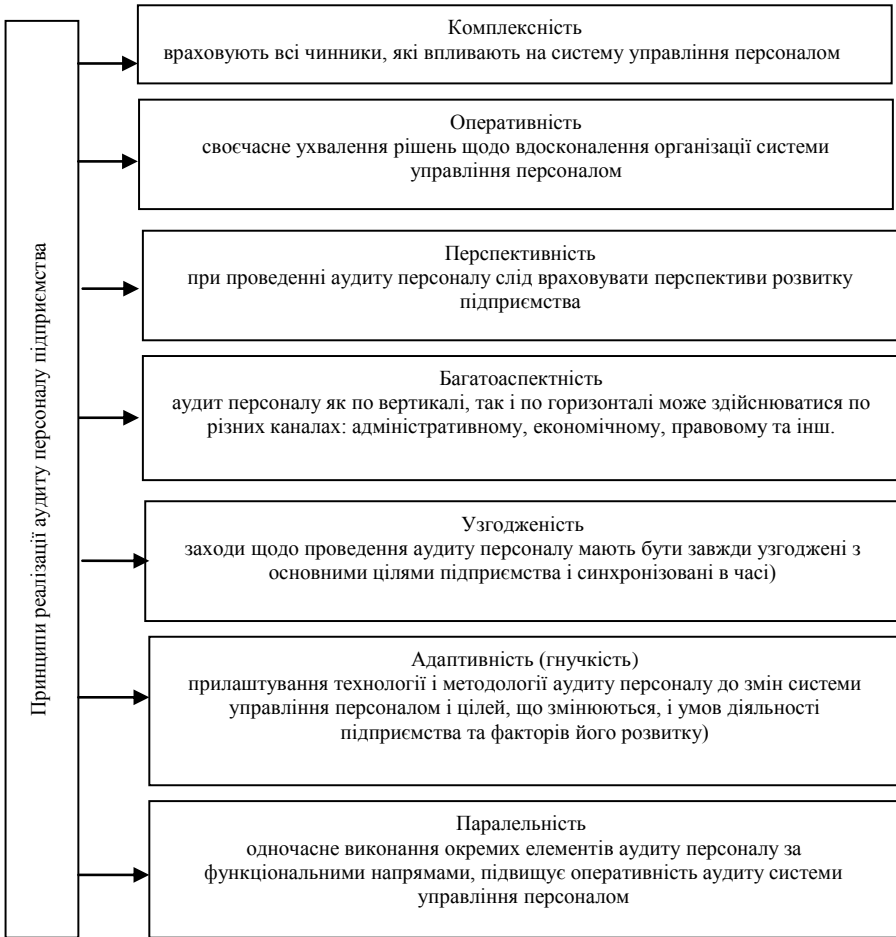 Принципи реалізації аудиту персоналу підприємства
Комплексність
враховують всі чинники, які впливають на систему управління персоналом
Оперативність
своєчасне ухвалення рішень щодо вдосконалення організації системи
управління персоналом
Перспективність
при проведенні аудиту персоналу слід враховувати перспективи розвитку
підприємства
Багатоаспектність
аудит персоналу як по вертикалі, так і по горизонталі може здійснюватися по
різних каналах: адміністративному, економічному, правовому та інш.
Узгодженість
заходи щодо проведення аудиту персоналу мають бути завжди узгоджені з
основними цілями підприємства і синхронізовані в часі)
Адаптивність (гнучкість)
прилаштування технології і методології аудиту персоналу до змін системи
управління персоналом і цілей, що змінюються, і умов діяльності
підприємства та факторів його розвитку)
Паралельність
одночасне виконання окремих елементів аудиту персоналу за
функціональними напрямами, підвищує оперативність аудиту системи
управління персоналом